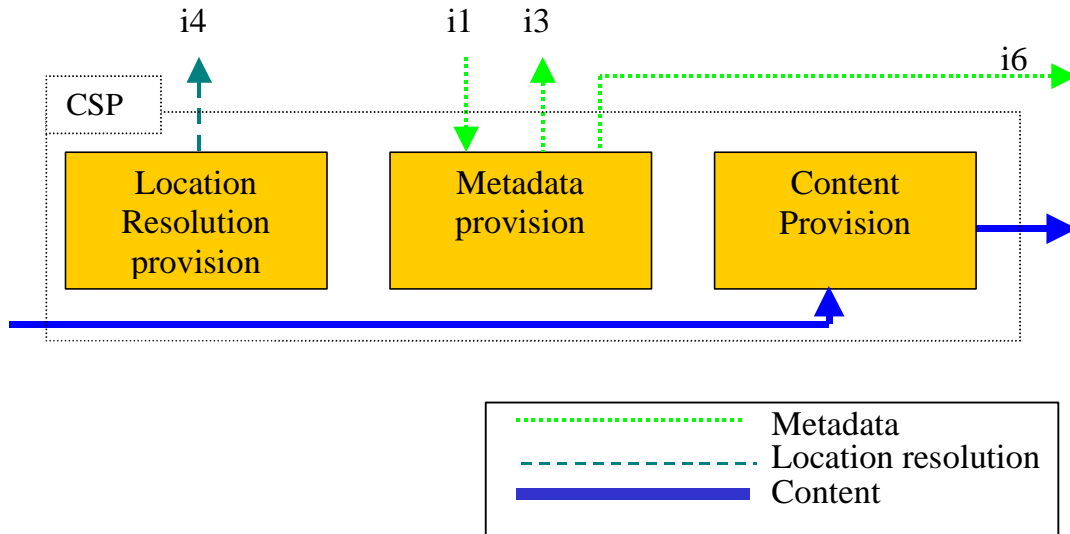 i4
i1
i3
i6
CSP
Location
Resolution
provision
Metadata
provision
Content
Provision
Metadata
Location resolution
Content